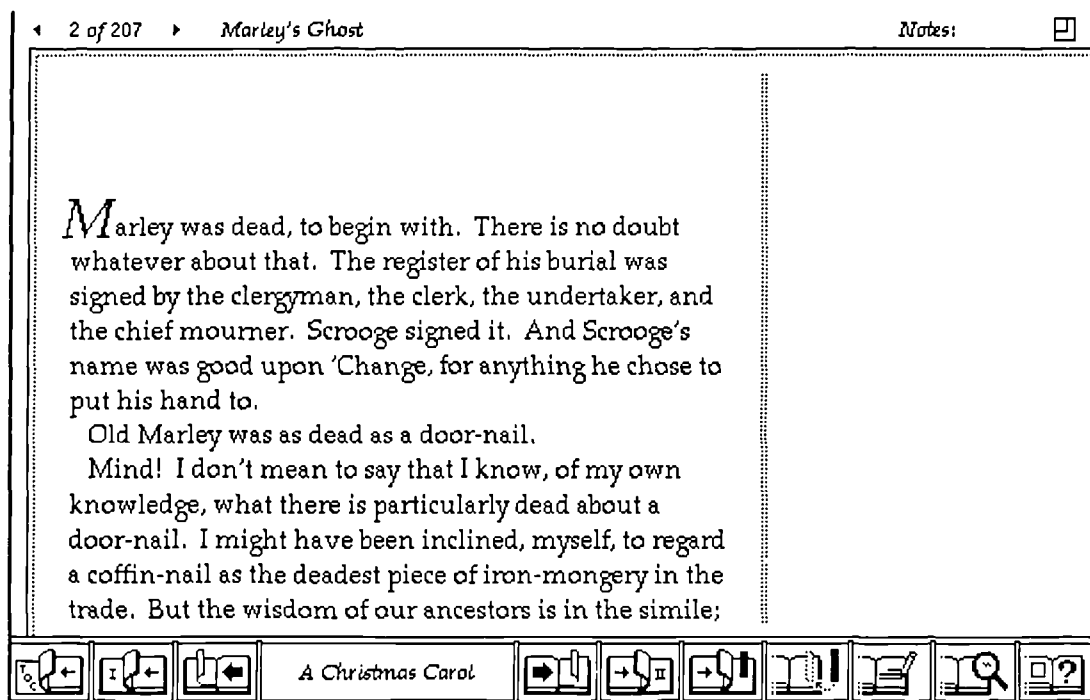 2 of 207 Marley's Ghost Notes:
Marley was dead, to begin with. There is no doubt
whatever about that. The register of his burial was
signed by the clergyman, the clerk, the undertaker, and
the chief mourner. Scrooge signed it. And Scrooge's
name was good upon 'Change, for anything he chose to
put his hand to.
Old Marley was as dead as a door-nail.
Mind! I don't mean to say that I know, of my own
knowledge, what there is particularly dead about a
door-nail. I might have been inclined, myself, to regard
a coffin-nail as the deadest piece of iron-mongery in the
trade. But the wisdom of our ancestors is in the simile;
TOC I A Christmas Carol II ?